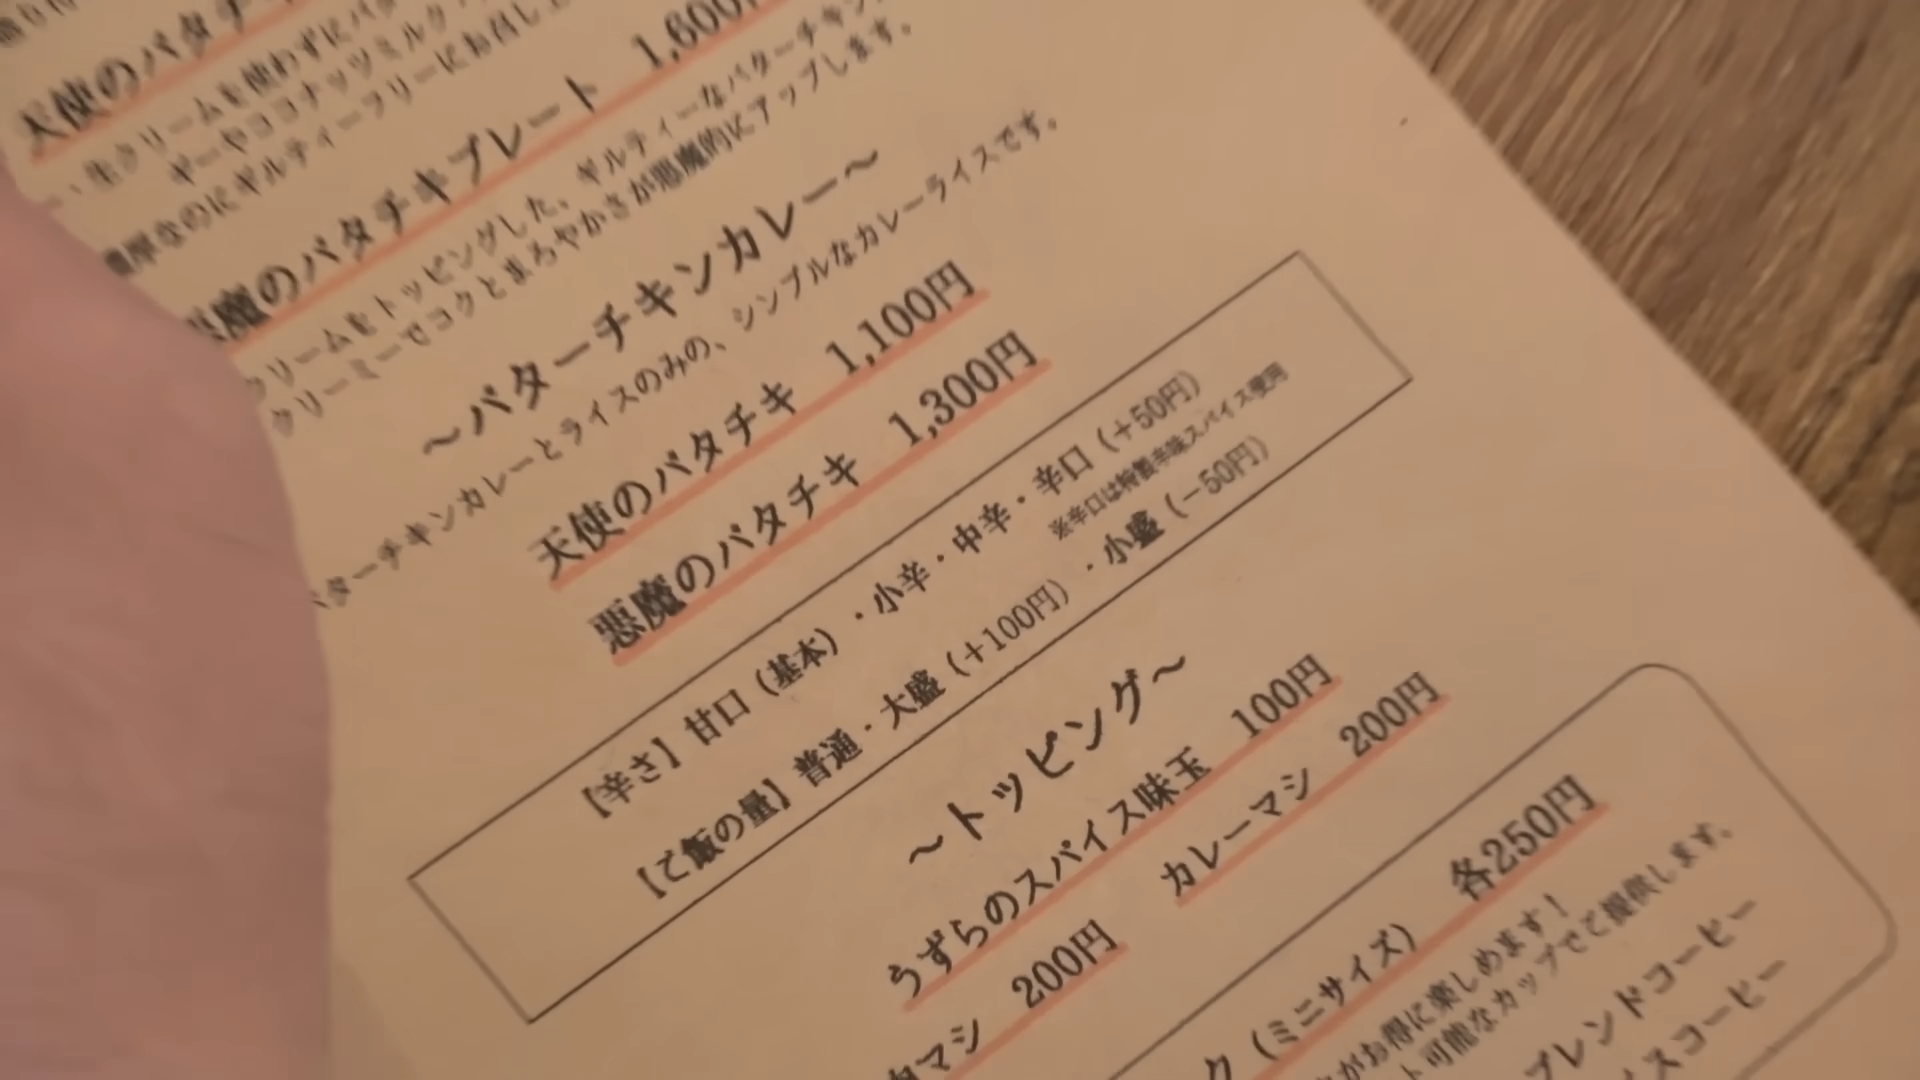 天使のバタチキ
生クリームを使わずにバタ
ギーやココナッツミルク
濃厚なのにギルティーフリーにお召し上
悪魔のバタチキプレート 1,600円
クリームをトッピングした、ギルティーなバターチキン
クリーミーでコクとまろやかさが悪魔的にアップします。
～バターチキンカレー～
バターチキンカレーとライスのみの、シンプルなカレーライスです。
天使のバタチキ 1,100円
悪魔のバタチキ 1,300円
【辛さ】甘口（基本）・小辛・中辛・辛口（+50円）
※辛口は特製辛味スパイス使用
【ご飯の量】普通・大盛（+100円）・小盛（－50円）
～トッピング～
うずらのスパイス味玉 100円
マシ 200円 カレーマシ 200円
ク（ミニサイズ） 各250円
がお得に楽しめます！
ト可能なカップでご提供します。
ブレンドコーヒー
イスコーヒー